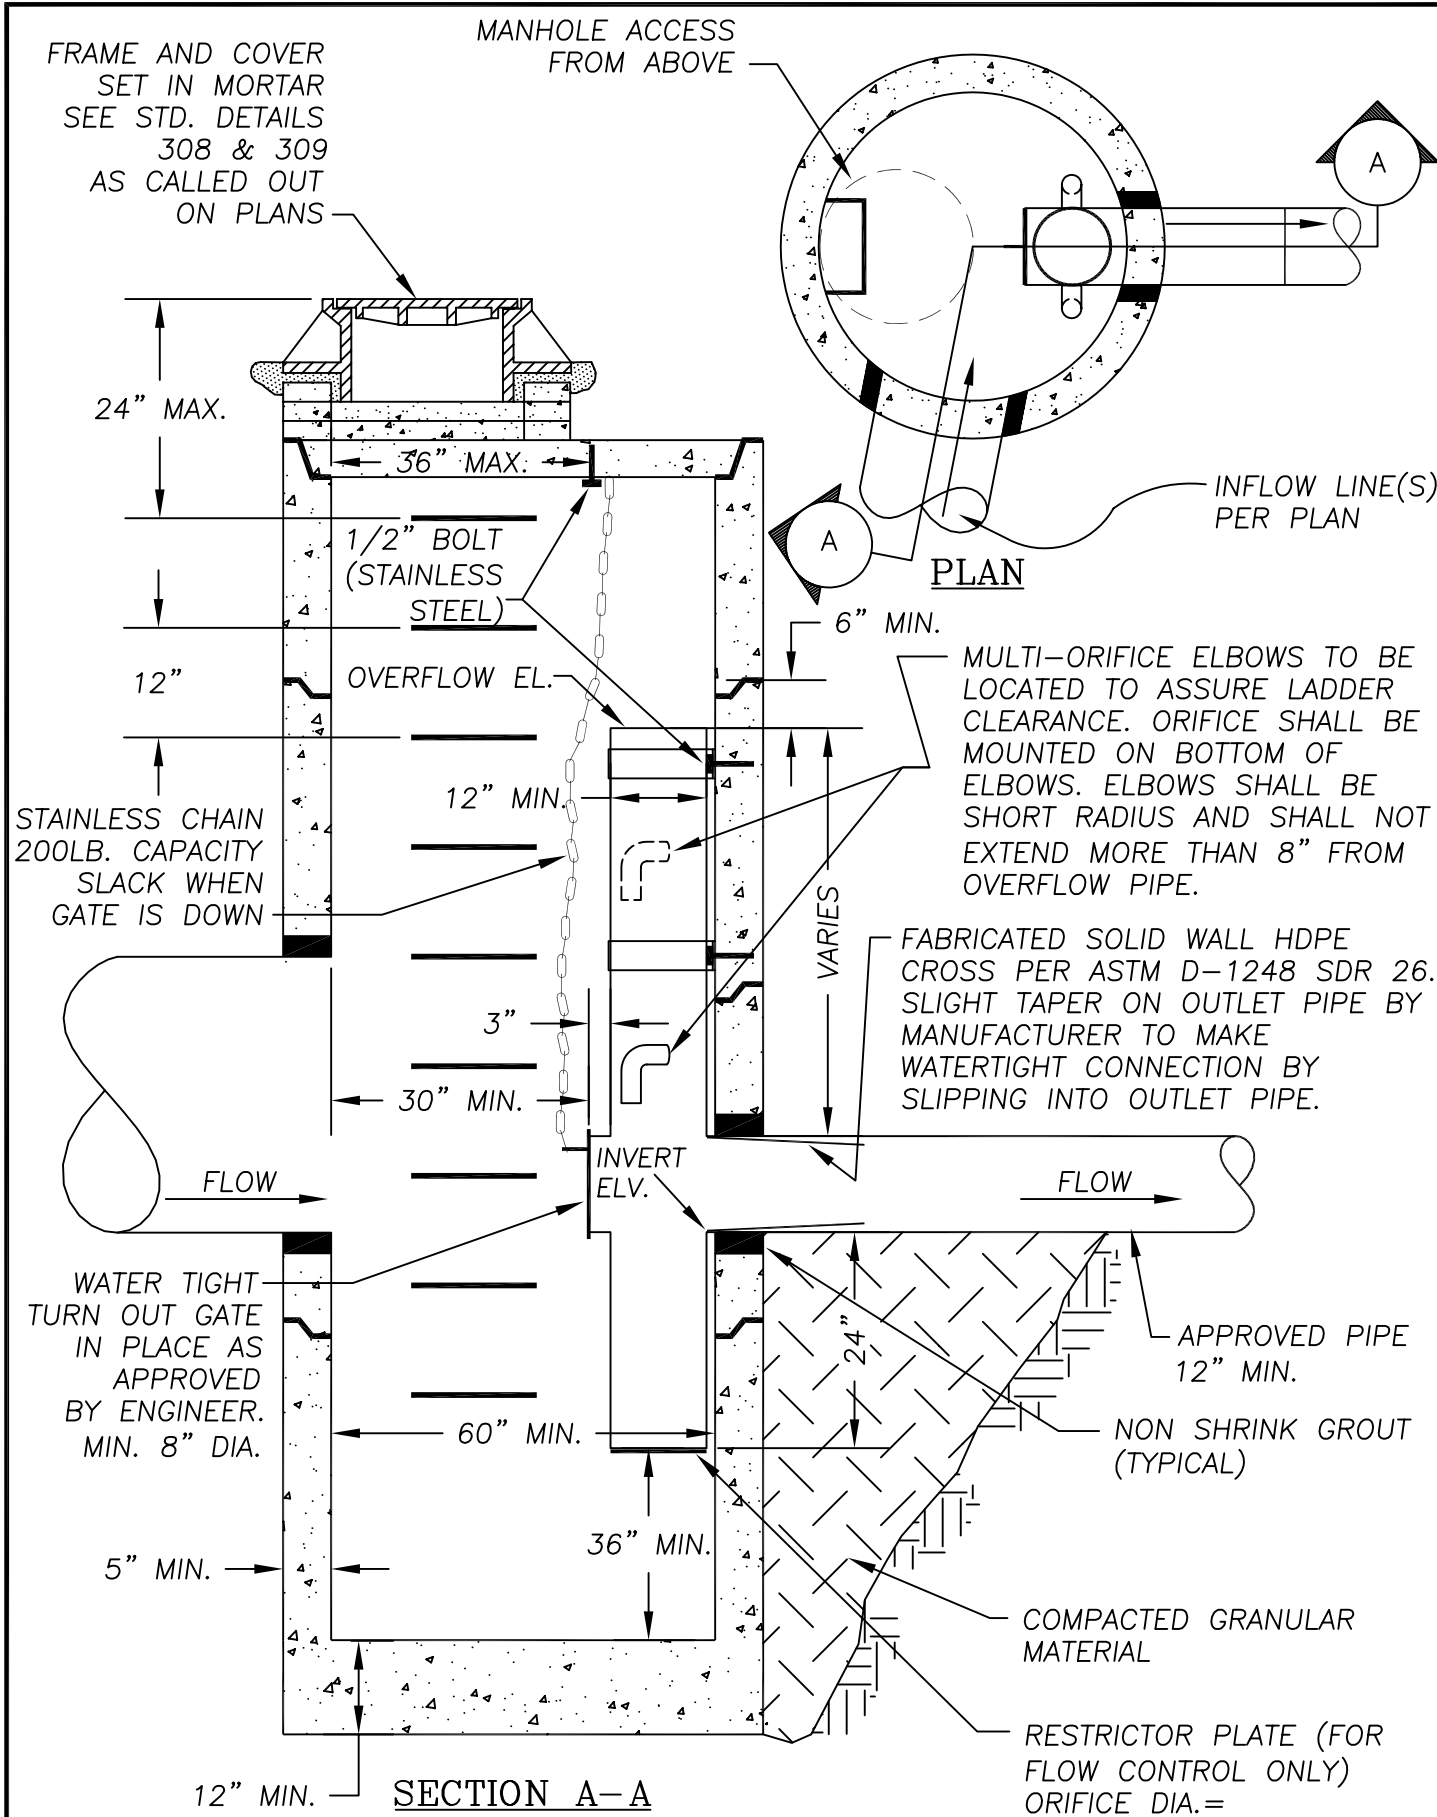 FRAME AND COVER
SET IN MORTAR
SEE STD. DETAILS
308 & 309
AS CALLED OUT
ON PLANS
MANHOLE ACCESS
FROM ABOVE
A
A
INFLOW LINE(S)
PER PLAN
PLAN
24" MAX.
36" MAX.
1/2" BOLT
(STAINLESS
STEEL)
12"
OVERFLOW EL.
6" MIN.
MULTI-ORIFICE ELBOWS TO BE
LOCATED TO ASSURE LADDER
CLEARANCE. ORIFICE SHALL BE
MOUNTED ON BOTTOM OF
ELBOWS. ELBOWS SHALL BE
SHORT RADIUS AND SHALL NOT
EXTEND MORE THAN 8" FROM
OVERFLOW PIPE.
12" MIN.
STAINLESS CHAIN
200LB. CAPACITY
SLACK WHEN
GATE IS DOWN
VARIES
FABRICATED SOLID WALL HDPE
CROSS PER ASTM D-1248 SDR 26.
SLIGHT TAPER ON OUTLET PIPE BY
MANUFACTURER TO MAKE
WATERTIGHT CONNECTION BY
SLIPPING INTO OUTLET PIPE.
3"
30" MIN.
INVERT
ELV.
FLOW
FLOW
WATER TIGHT
TURN OUT GATE
IN PLACE AS
APPROVED
BY ENGINEER.
MIN. 8" DIA.
24"
APPROVED PIPE
12" MIN.
60" MIN.
NON SHRINK GROUT
(TYPICAL)
36" MIN.
5" MIN.
COMPACTED GRANULAR
MATERIAL
RESTRICTOR PLATE (FOR
FLOW CONTROL ONLY)
ORIFICE DIA.=
12" MIN.
SECTION A-A